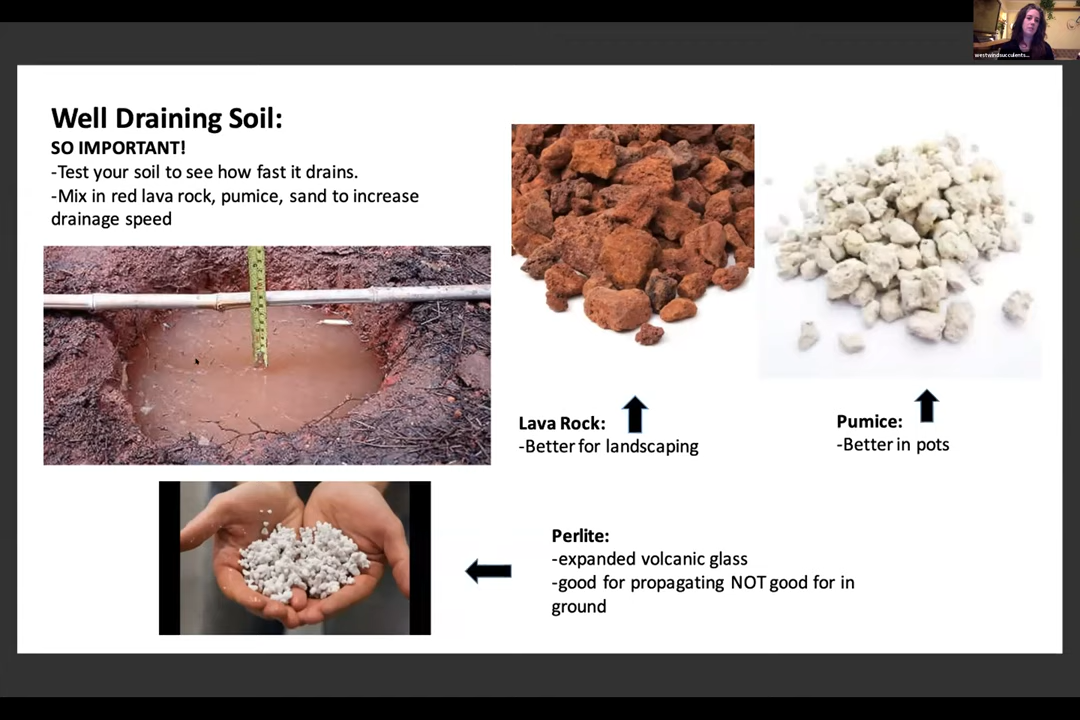 westwindsucculents...
Well Draining Soil:
SO IMPORTANT!
-Test your soil to see how fast it drains.
-Mix in red lava rock, pumice, sand to increase
drainage speed
Lava Rock:
-Better for landscaping
Pumice:
-Better in pots
Perlite:
-expanded volcanic glass
-good for propagating NOT good for in
ground